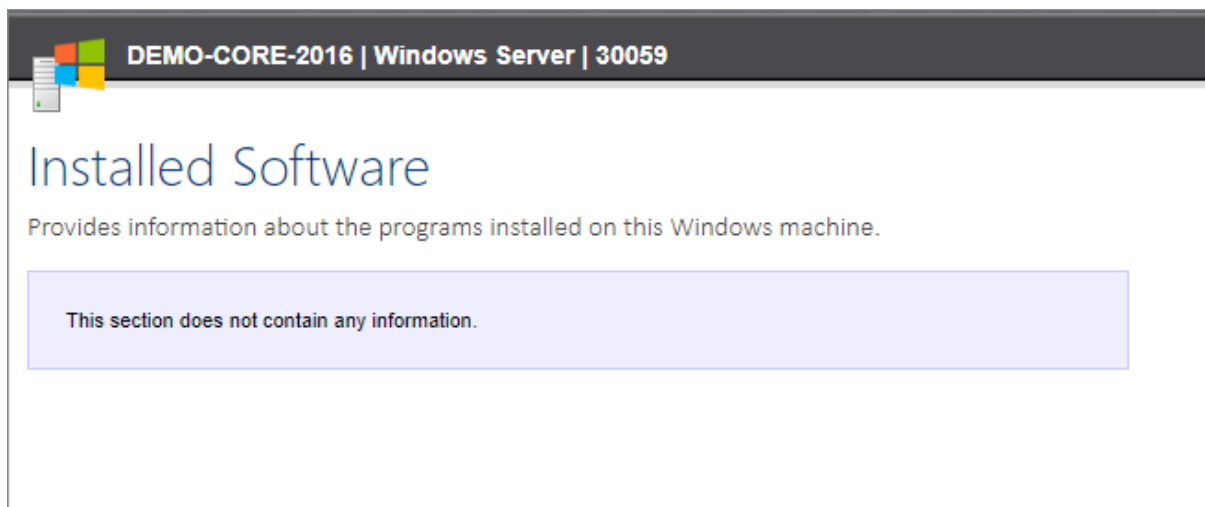 DEMO-CORE-2016 | Windows Server | 30059
Installed Software
Provides information about the programs installed on this Windows machine.
This section does not contain any information.